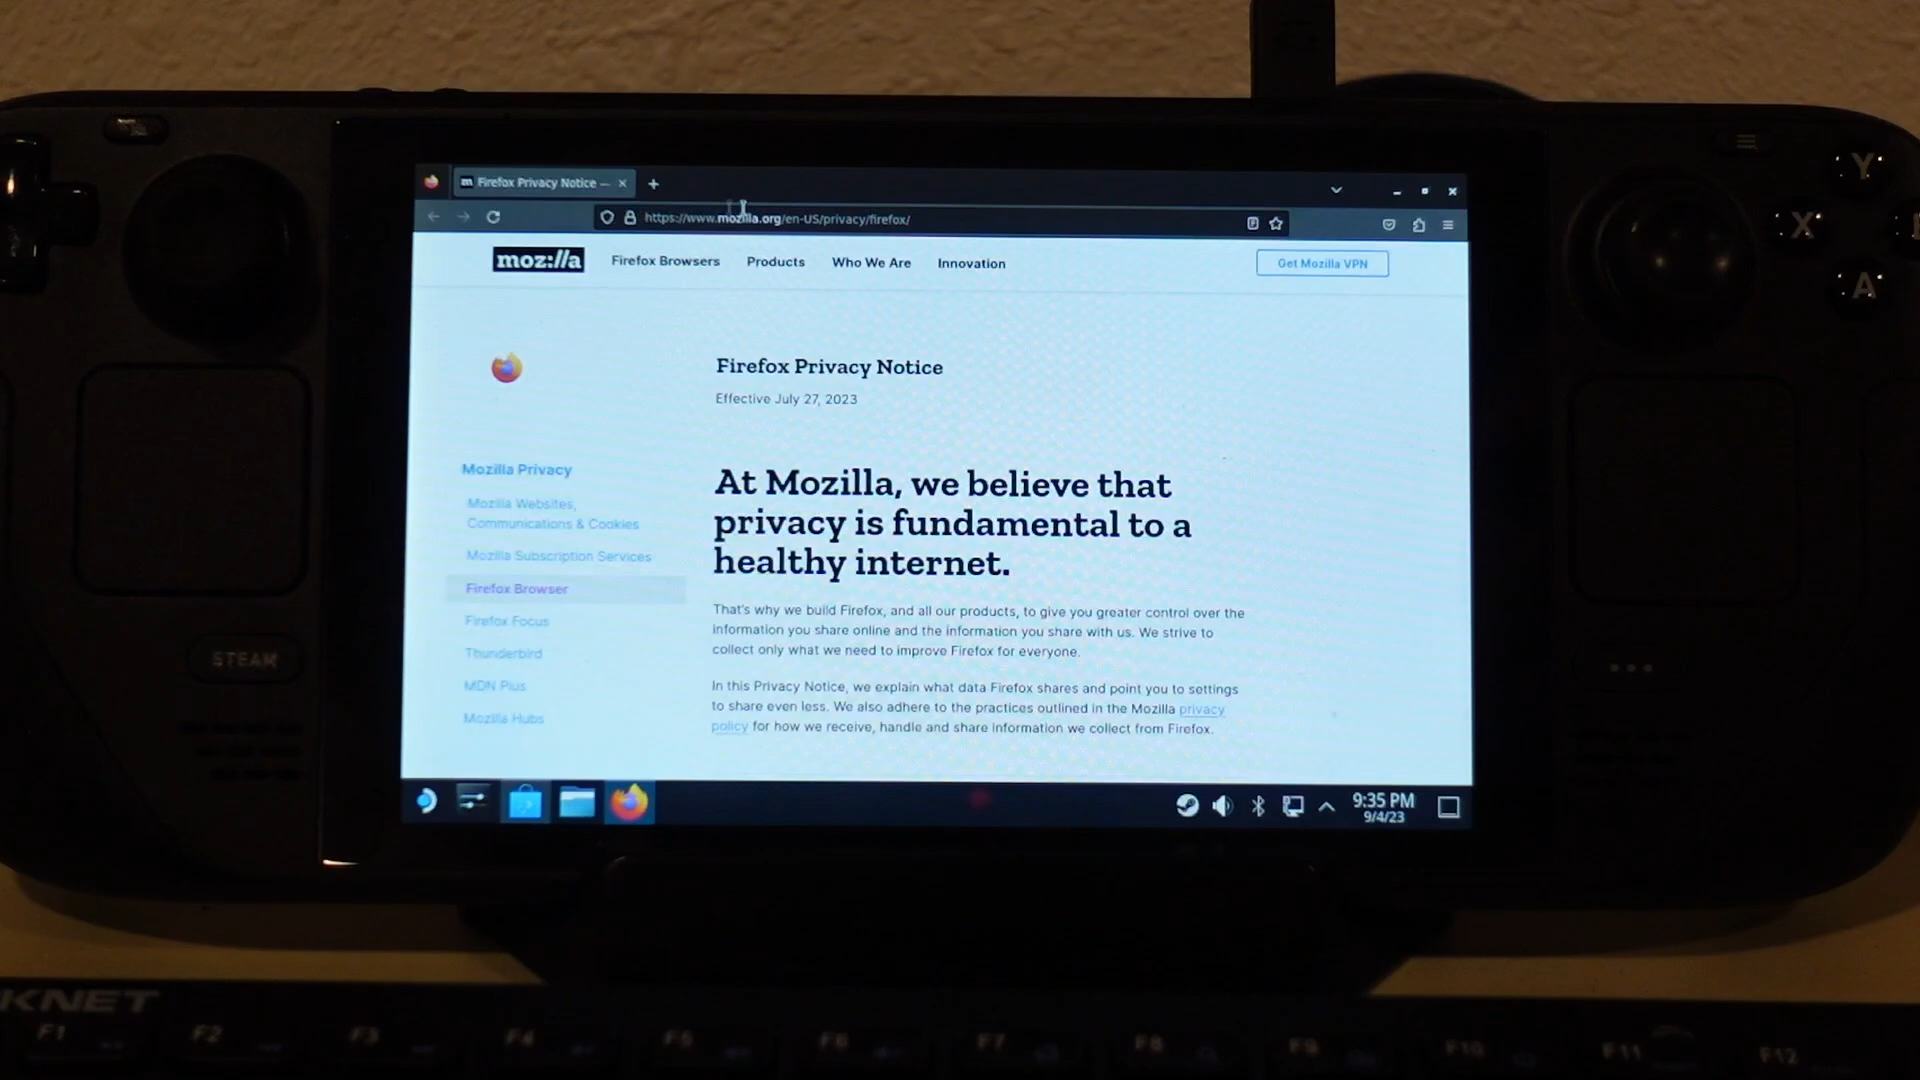 Firefox Privacy Notice —
https://www.mozilla.org/en-US/privacy/firefox/
moz://a Firefox Browsers Products Who We Are Innovation Get Mozilla VPN
Firefox Privacy Notice
Effective July 27, 2023
Mozilla Privacy
Mozilla Websites,
Communications & Cookies
Mozilla Subscription Services
Firefox Browser
Firefox Focus
Thunderbird
MDN Plus
Mozilla Hubs
At Mozilla, we believe that
privacy is fundamental to a
healthy internet.
That's why we build Firefox, and all our products, to give you greater control over the
information you share online and the information you share with us. We strive to
collect only what we need to improve Firefox for everyone.
In this Privacy Notice, we explain what data Firefox shares and point you to settings
to share even less. We also adhere to the practices outlined in the Mozilla privacy
policy for how we receive, handle and share information we collect from Firefox.
9:35 PM
9/4/23
Y
X
A
STEAM
KNET
F1 F2 F3 F4 F5 F6 F7 F8 F9 F10 F11 F12